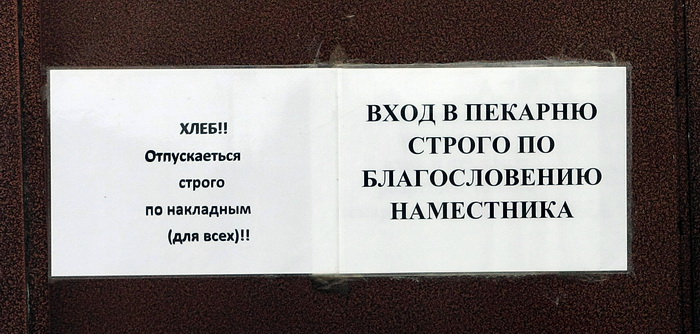 ХЛЕБ!!
Отпускаеться
строго
по накладным
(для всех)!!
ВХОД В ПЕКАРНЮ
СТРОГО ПО
БЛАГОСЛОВЕНИЮ
НАМЕСТНИКА